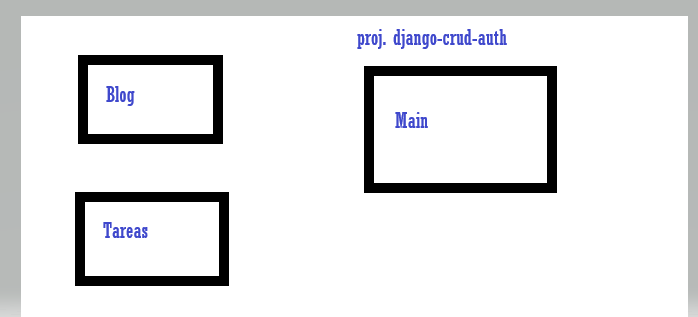 proj. django-crud-auth
Blog
Main
Tareas